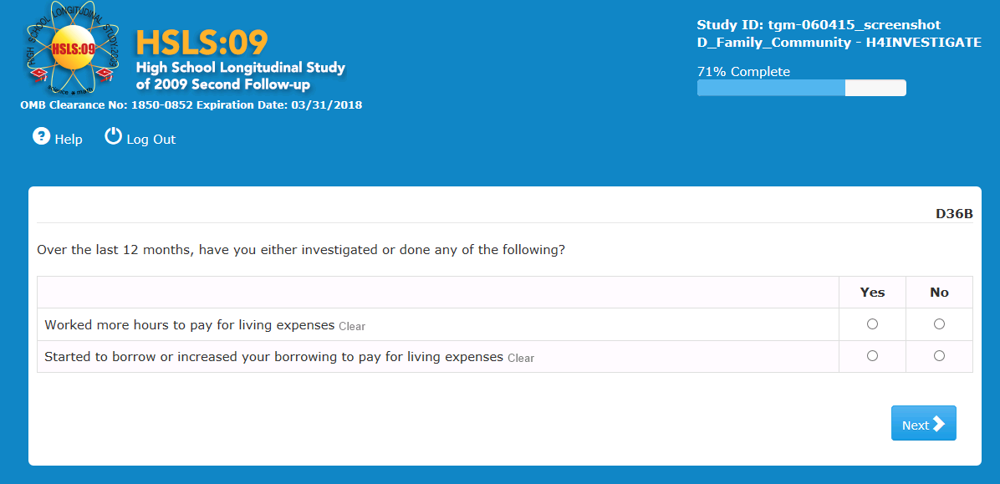 HIGH SCHOOL LONGITUDINAL STUDY:2009
HSLS:09
science ★ math
HSLS:09
High School Longitudinal Study
of 2009 Second Follow-up
OMB Clearance No: 1850-0852 Expiration Date: 03/31/2018
Study ID: tgm-060415_screenshot
D_Family_Community - H4INVESTIGATE
71% Complete
? Help
Log Out
D36B
Over the last 12 months, have you either investigated or done any of the following?
Yes No
Worked more hours to pay for living expenses Clear
Started to borrow or increased your borrowing to pay for living expenses Clear
Next